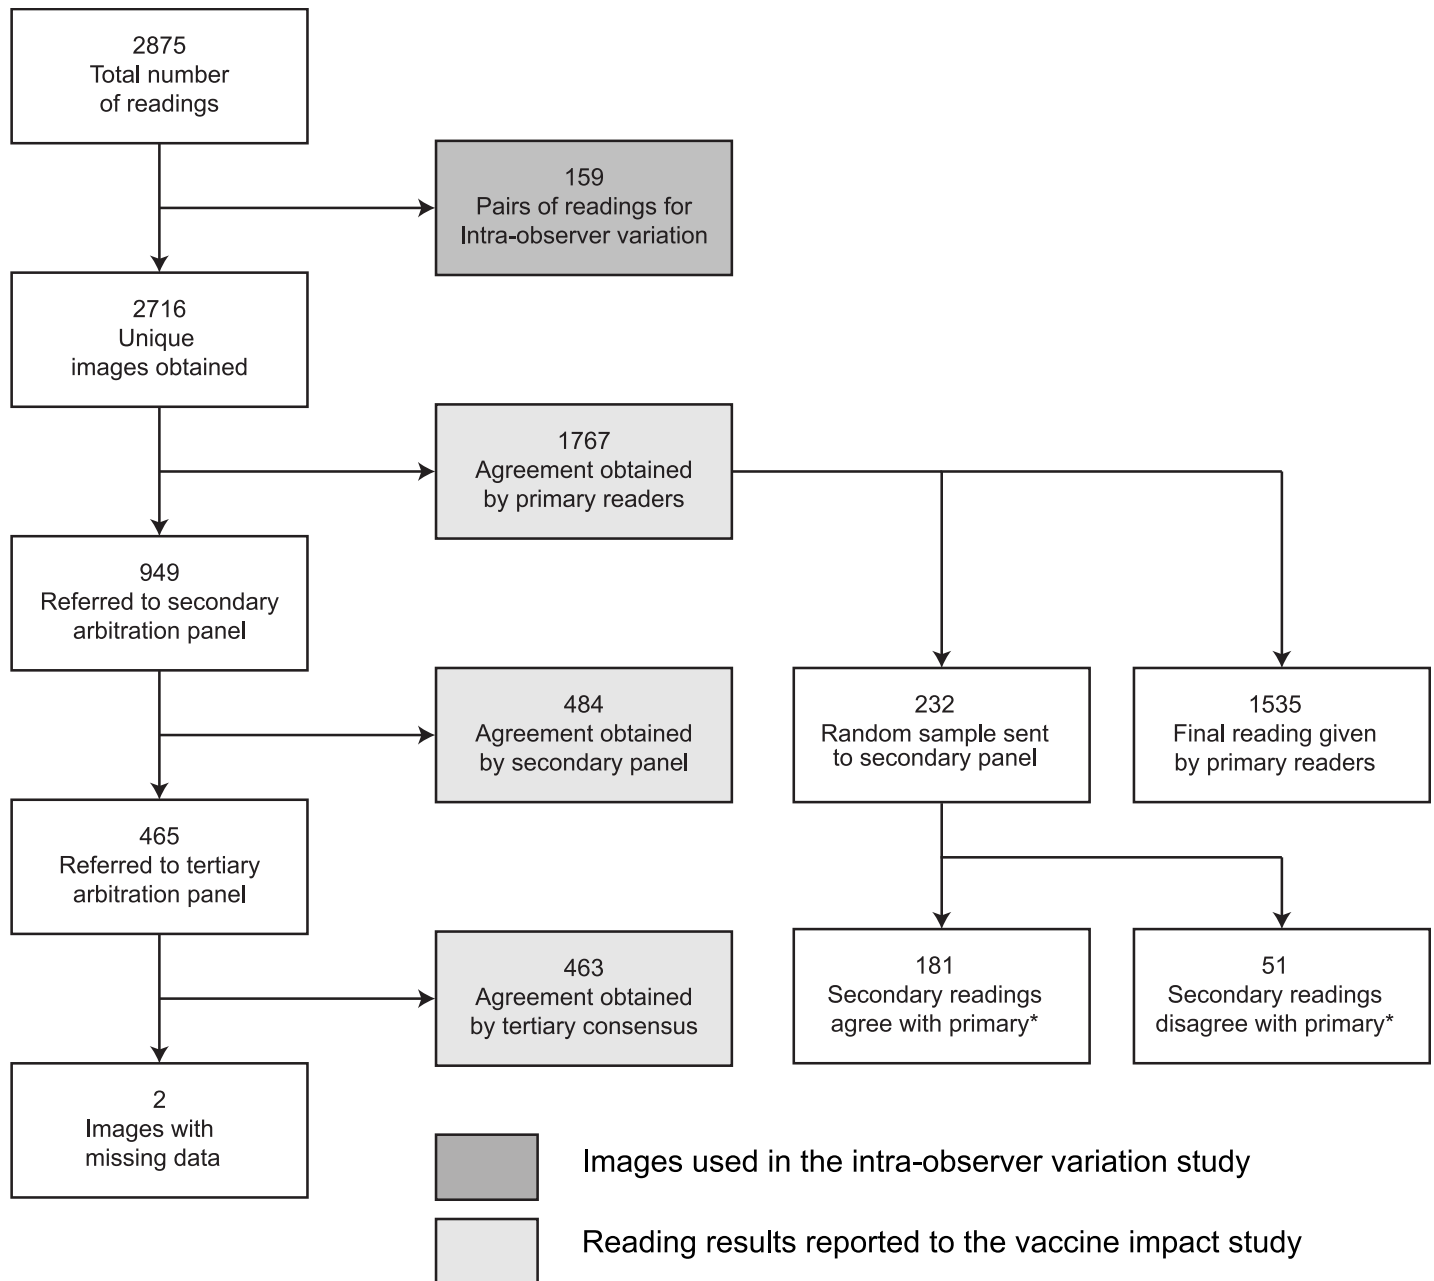 2875
Total number
of readings
159
Pairs of readings for
Intra-observer variation
2716
Unique
images obtained
1767
Agreement obtained
by primary readers
949
Referred to secondary
arbitration panel
484
Agreement obtained
by secondary panel
232
Random sample sent
to secondary panel
1535
Final reading given
by primary readers
465
Referred to tertiary
arbitration panel
463
Agreement obtained
by tertiary consensus
181
Secondary readings
agree with primary*
51
Secondary readings
disagree with primary*
2
Images with
missing data
Images used in the intra-observer variation study
Reading results reported to the vaccine impact study